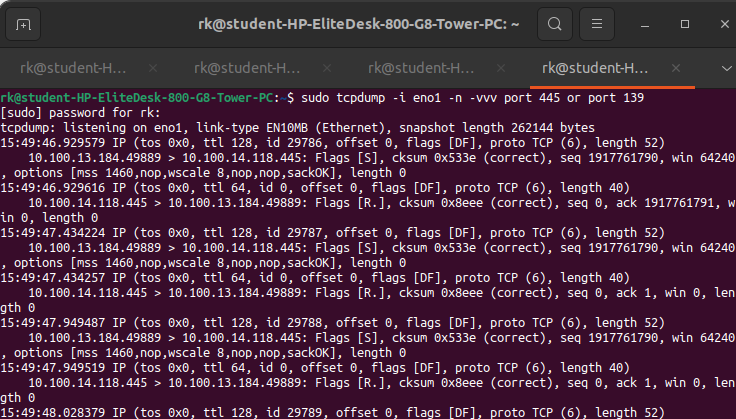 rk@student-HP-EliteDesk-800-G8-Tower-PC: ~
rk@student-H...
rk@student-H...
rk@student-H...
rk@student-H...
rk@student-HP-EliteDesk-800-G8-Tower-PC:~$ sudo tcpdump -i eno1 -n -vvv port 445 or port 139
[sudo] password for rk:
tcpdump: listening on eno1, link-type EN10MB (Ethernet), snapshot length 262144 bytes
15:49:46.929579 IP (tos 0x0, ttl 128, id 29786, offset 0, flags [DF], proto TCP (6), length 52)
    10.100.13.184.49889 > 10.100.14.118.445: Flags [S], cksum 0x533e (correct), seq 1917761790, win 64240
, options [mss 1460,nop,wscale 8,nop,nop,sackOK], length 0
15:49:46.929616 IP (tos 0x0, ttl 64, id 0, offset 0, flags [DF], proto TCP (6), length 40)
    10.100.14.118.445 > 10.100.13.184.49889: Flags [R.], cksum 0x8eee (correct), seq 0, ack 1917761791, w
in 0, length 0
15:49:47.434224 IP (tos 0x0, ttl 128, id 29787, offset 0, flags [DF], proto TCP (6), length 52)
    10.100.13.184.49889 > 10.100.14.118.445: Flags [S], cksum 0x533e (correct), seq 1917761790, win 64240
, options [mss 1460,nop,wscale 8,nop,nop,sackOK], length 0
15:49:47.434257 IP (tos 0x0, ttl 64, id 0, offset 0, flags [DF], proto TCP (6), length 40)
    10.100.14.118.445 > 10.100.13.184.49889: Flags [R.], cksum 0x8eee (correct), seq 0, ack 1, win 0, len
gth 0
15:49:47.949487 IP (tos 0x0, ttl 128, id 29788, offset 0, flags [DF], proto TCP (6), length 52)
    10.100.13.184.49889 > 10.100.14.118.445: Flags [S], cksum 0x533e (correct), seq 1917761790, win 64240
, options [mss 1460,nop,wscale 8,nop,nop,sackOK], length 0
15:49:47.949519 IP (tos 0x0, ttl 64, id 0, offset 0, flags [DF], proto TCP (6), length 40)
    10.100.14.118.445 > 10.100.13.184.49889: Flags [R.], cksum 0x8eee (correct), seq 0, ack 1, win 0, len
gth 0
15:49:48.028379 IP (tos 0x0, ttl 128, id 29789, offset 0, flags [DF], proto TCP (6), length 52)